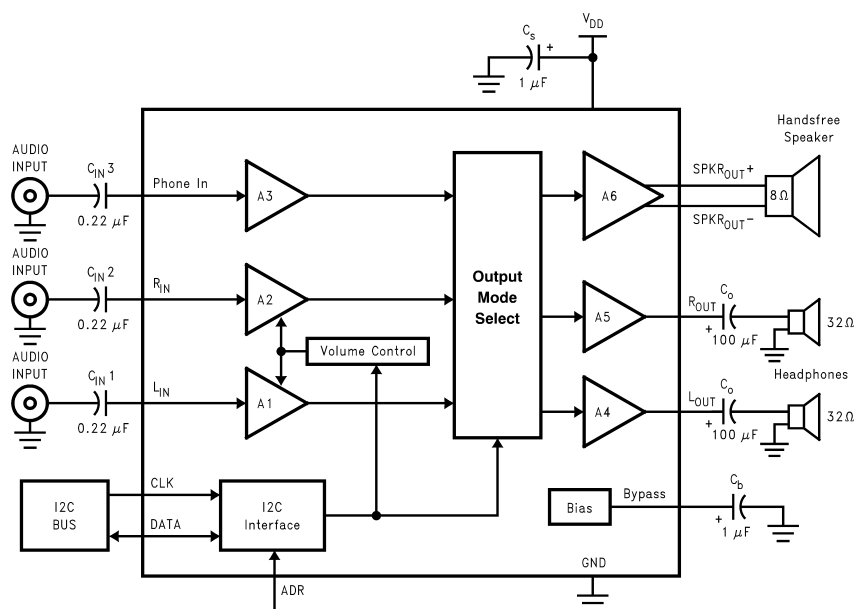 V_DD
C_s
+
1 µF
AUDIO
INPUT
C_IN 3
0.22 µF
Phone In
A3
Output
Mode
Select
A6
SPKR_OUT+
SPKR_OUT-
Handsfree
Speaker
8Ω
AUDIO
INPUT
C_IN 2
0.22 µF
R_IN
A2
A5
R_OUT
C_o
+
100 µF
32Ω
Volume Control
AUDIO
INPUT
C_IN 1
0.22 µF
L_IN
A1
A4
L_OUT
C_o
+
100 µF
Headphones
32Ω
I2C
BUS
CLK
DATA
I2C
Interface
ADR
Bias
Bypass
C_b
+
1 µF
GND